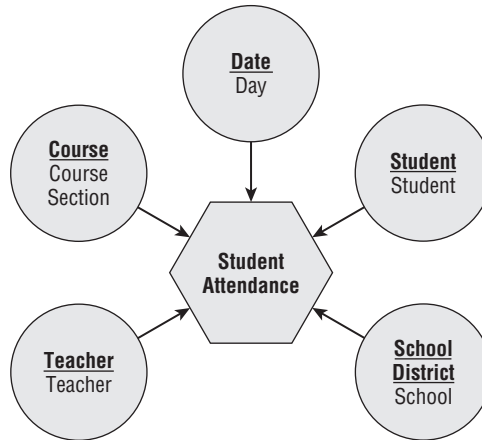 Date
Day
Course
Course
Section
Student
Student
Student
Attendance
Teacher
Teacher
School
District
School